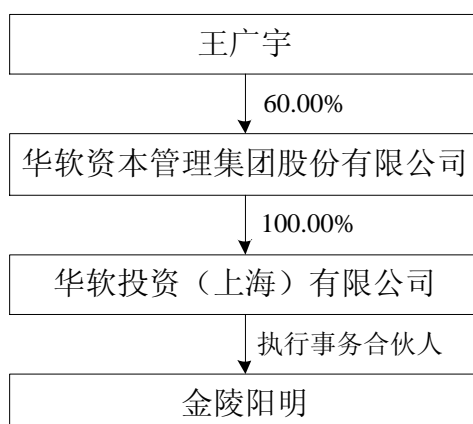 王广宇
60.00%
华软资本管理集团股份有限公司
100.00%
华软投资（上海）有限公司
执行事务合伙人
金陵阳明